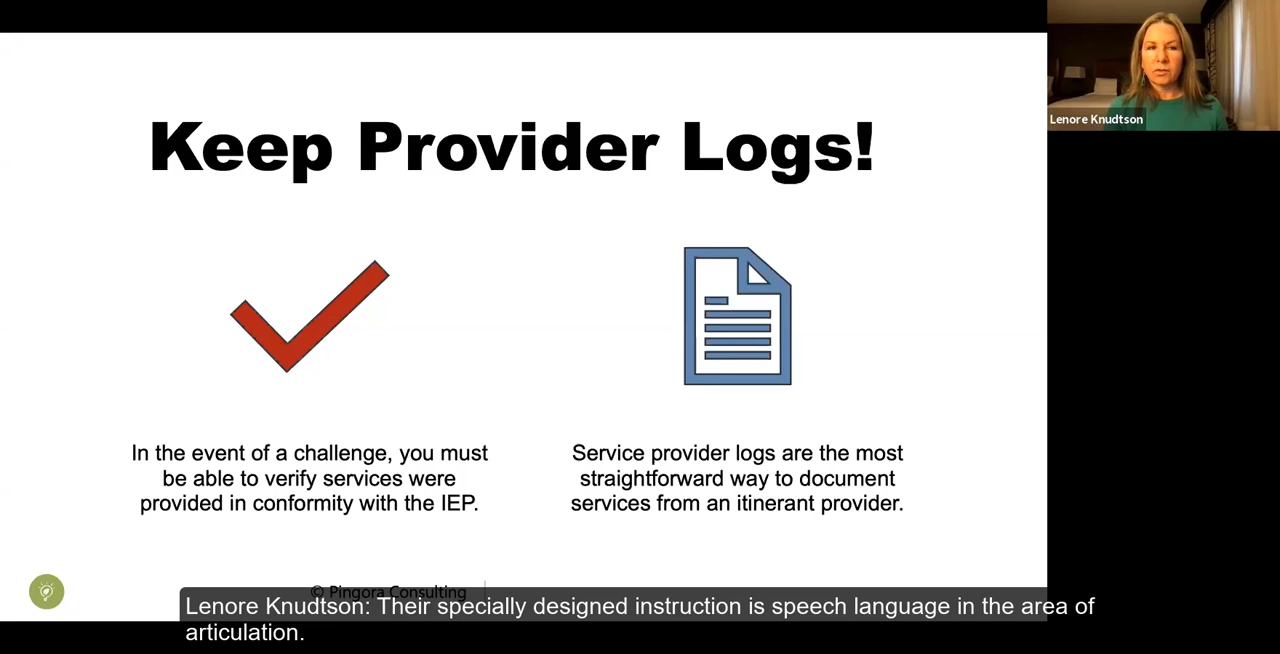 Keep Provider Logs!
In the event of a challenge, you must
be able to verify services were
provided in conformity with the IEP.
Service provider logs are the most
straightforward way to document
services from an itinerant provider.
© Pingora Consulting
Lenore Knudtson: Their specially designed instruction is speech language in the area of
articulation.
Lenore Knudtson